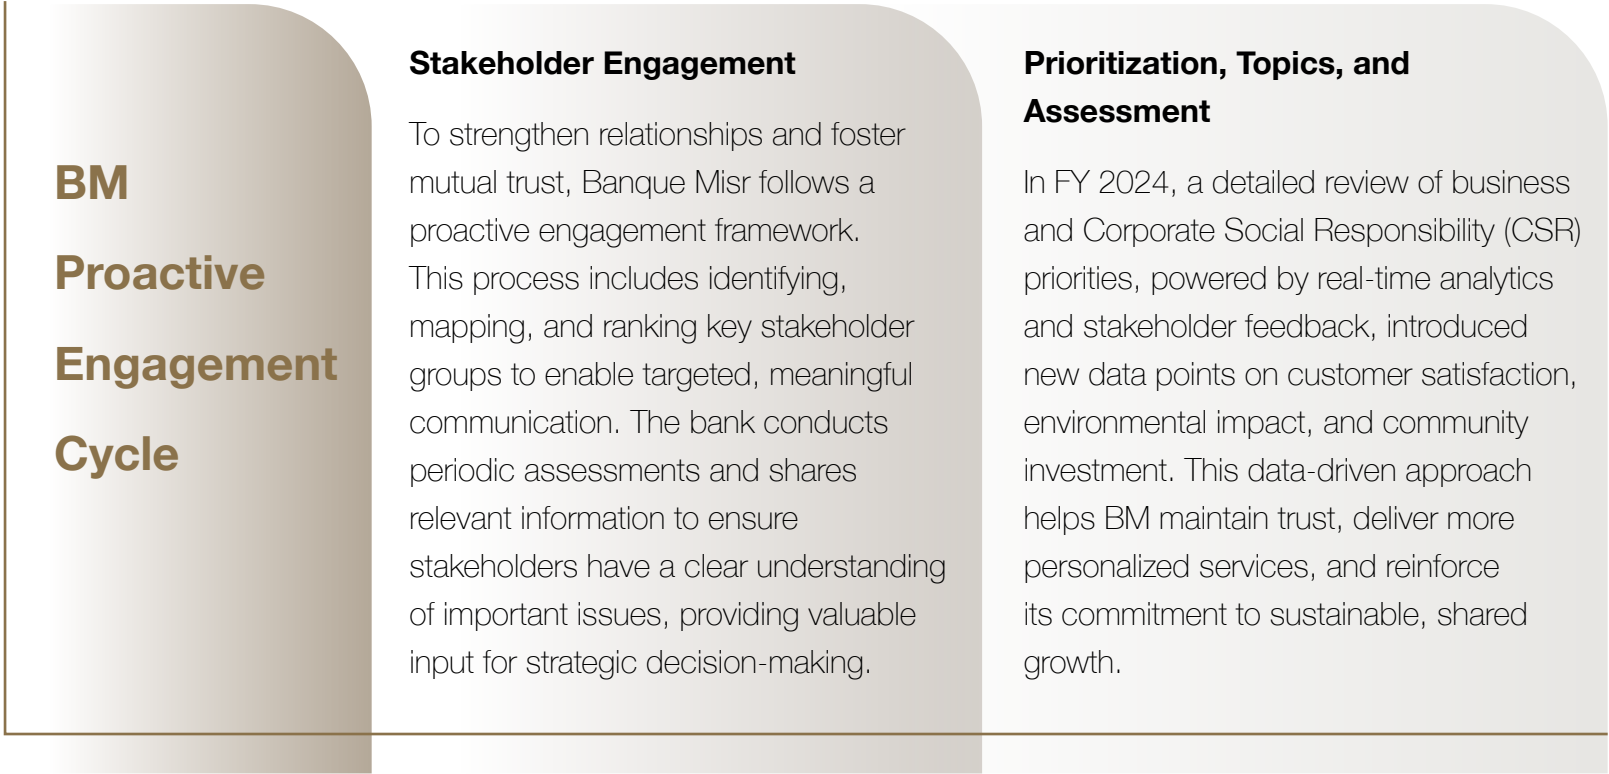 BM
Proactive
Engagement
Cycle
Stakeholder Engagement
To strengthen relationships and foster
mutual trust, Banque Misr follows a
proactive engagement framework.
This process includes identifying,
mapping, and ranking key stakeholder
groups to enable targeted, meaningful
communication. The bank conducts
periodic assessments and shares
relevant information to ensure
stakeholders have a clear understanding
of important issues, providing valuable
input for strategic decision-making.
Prioritization, Topics, and
Assessment
In FY 2024, a detailed review of business
and Corporate Social Responsibility (CSR)
priorities, powered by real-time analytics
and stakeholder feedback, introduced
new data points on customer satisfaction,
environmental impact, and community
investment. This data-driven approach
helps BM maintain trust, deliver more
personalized services, and reinforce
its commitment to sustainable, shared
growth.